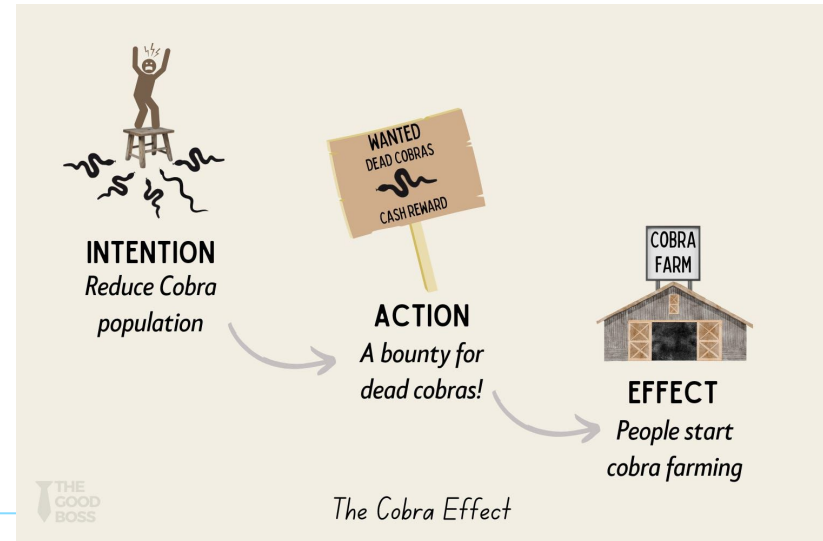 INTENTION
Reduce Cobra
population
WANTED
DEAD COBRAS
CASH REWARD
ACTION
A bounty for
dead cobras!
COBRA
FARM
EFFECT
People start
cobra farming
THE
GOOD
BOSS
The Cobra Effect